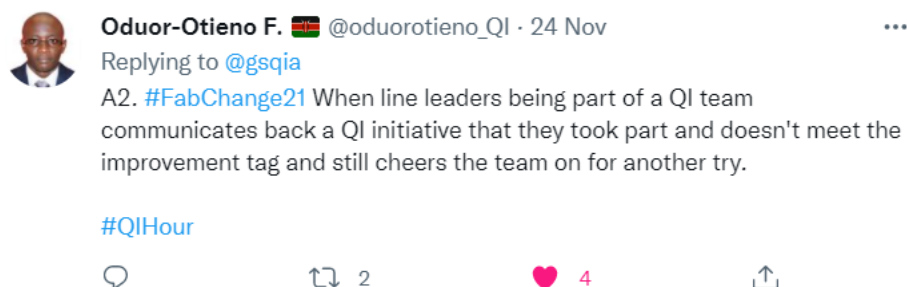 Oduor-Otieno F. 🇰🇪 @oduorotieno_QI · 24 Nov
Replying to @gsqia
A2. #FabChange21 When line leaders being part of a QI team
communicates back a QI initiative that they took part and doesn't meet the
improvement tag and still cheers the team on for another try.
#QIHour
2 4